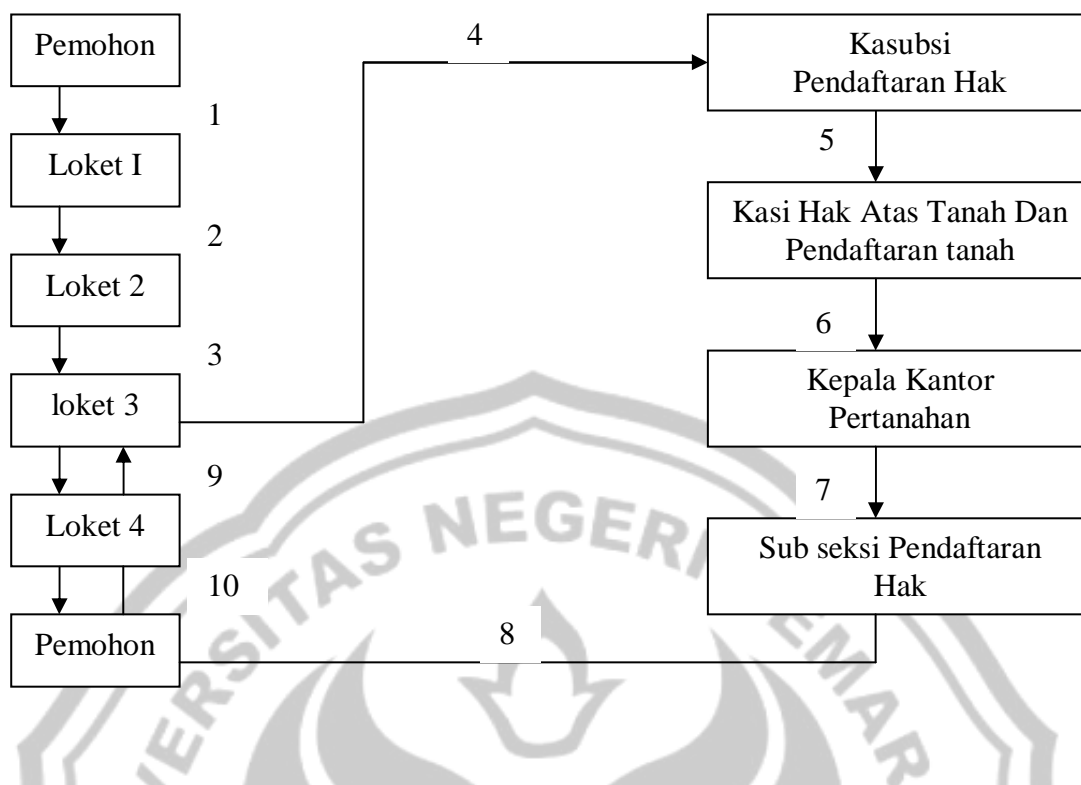 Pemohon
1
Loket I
2
Loket 2
3
loket 3
9
Loket 4
10
Pemohon
4
Kasubsi
Pendaftaran Hak
5
Kasi Hak Atas Tanah Dan
Pendaftaran tanah
6
Kepala Kantor
Pertanahan
7
Sub seksi Pendaftaran
Hak
8